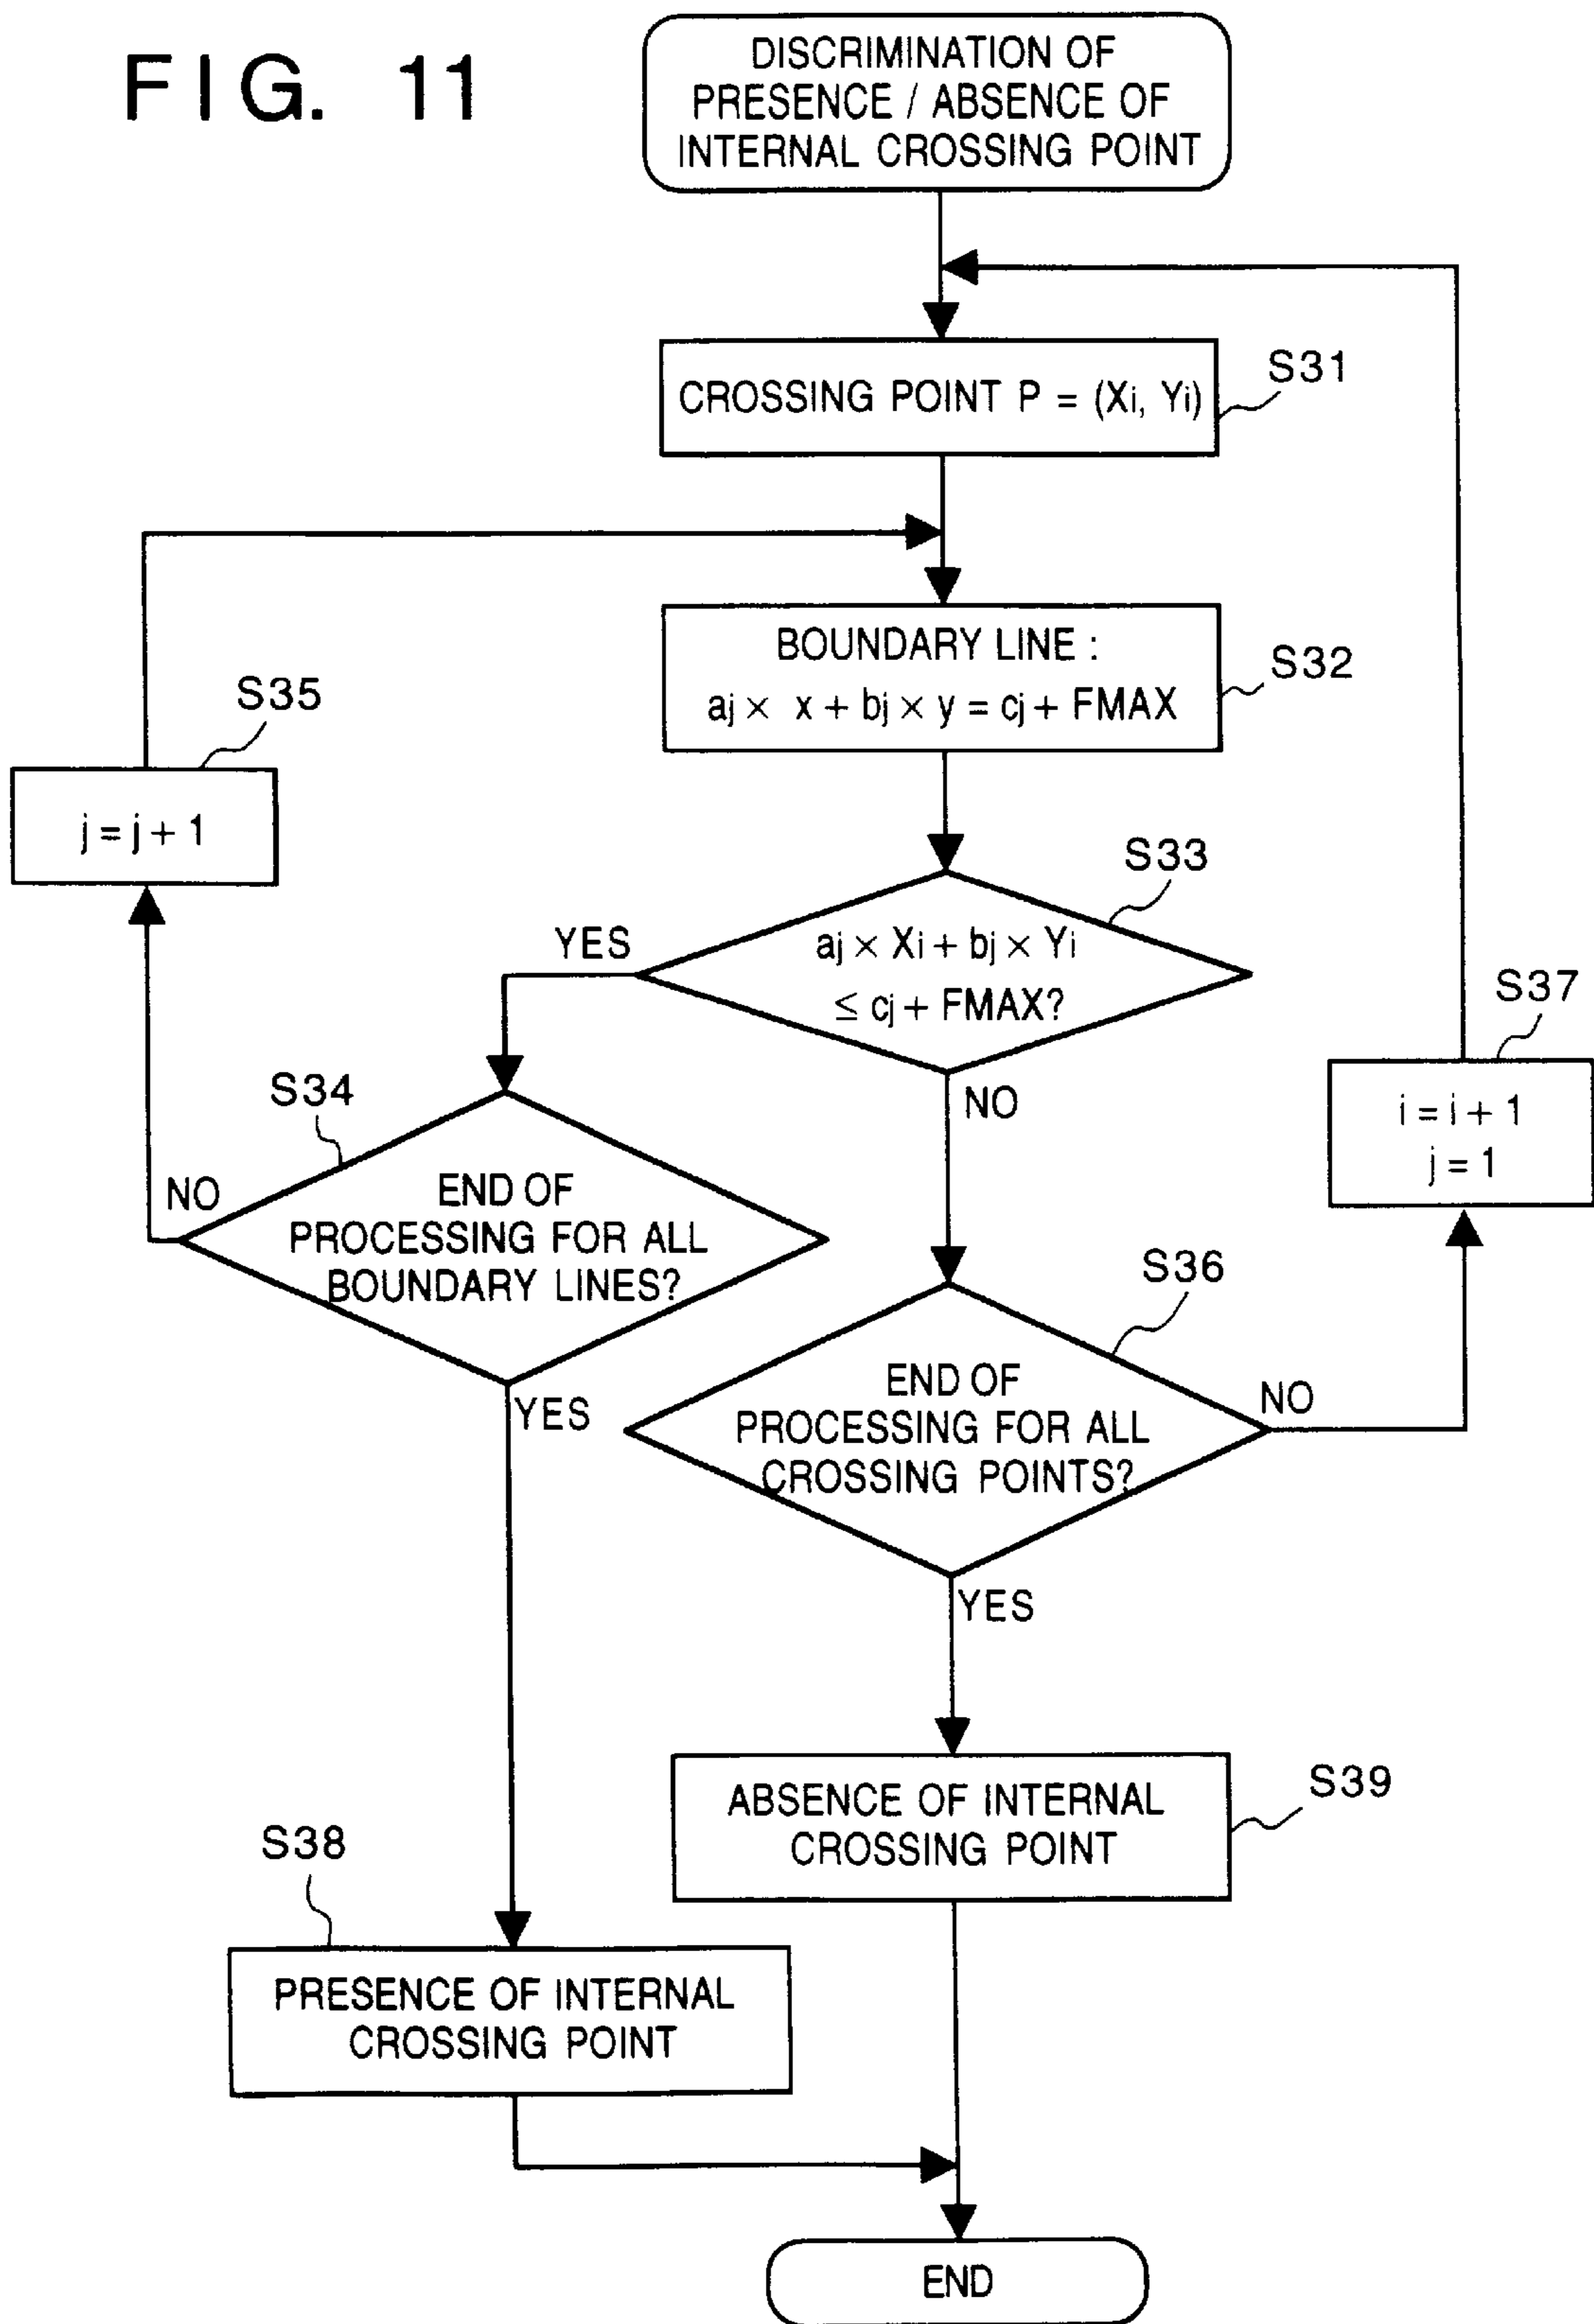 FIG. 11
DISCRIMINATION OF
PRESENCE / ABSENCE OF
INTERNAL CROSSING POINT
CROSSING POINT P = (Xi, Yi)
S31
BOUNDARY LINE :
aj × x + bj × y = cj + FMAX
S32
S35
j = j + 1
S33
aj × Xi + bj × Yi
≤ cj + FMAX?
YES
NO
S37
i = i + 1
j = 1
S34
END OF
PROCESSING FOR ALL
BOUNDARY LINES?
NO
YES
S36
END OF
PROCESSING FOR ALL
CROSSING POINTS?
NO
YES
ABSENCE OF INTERNAL
CROSSING POINT
S39
S38
PRESENCE OF INTERNAL
CROSSING POINT
END